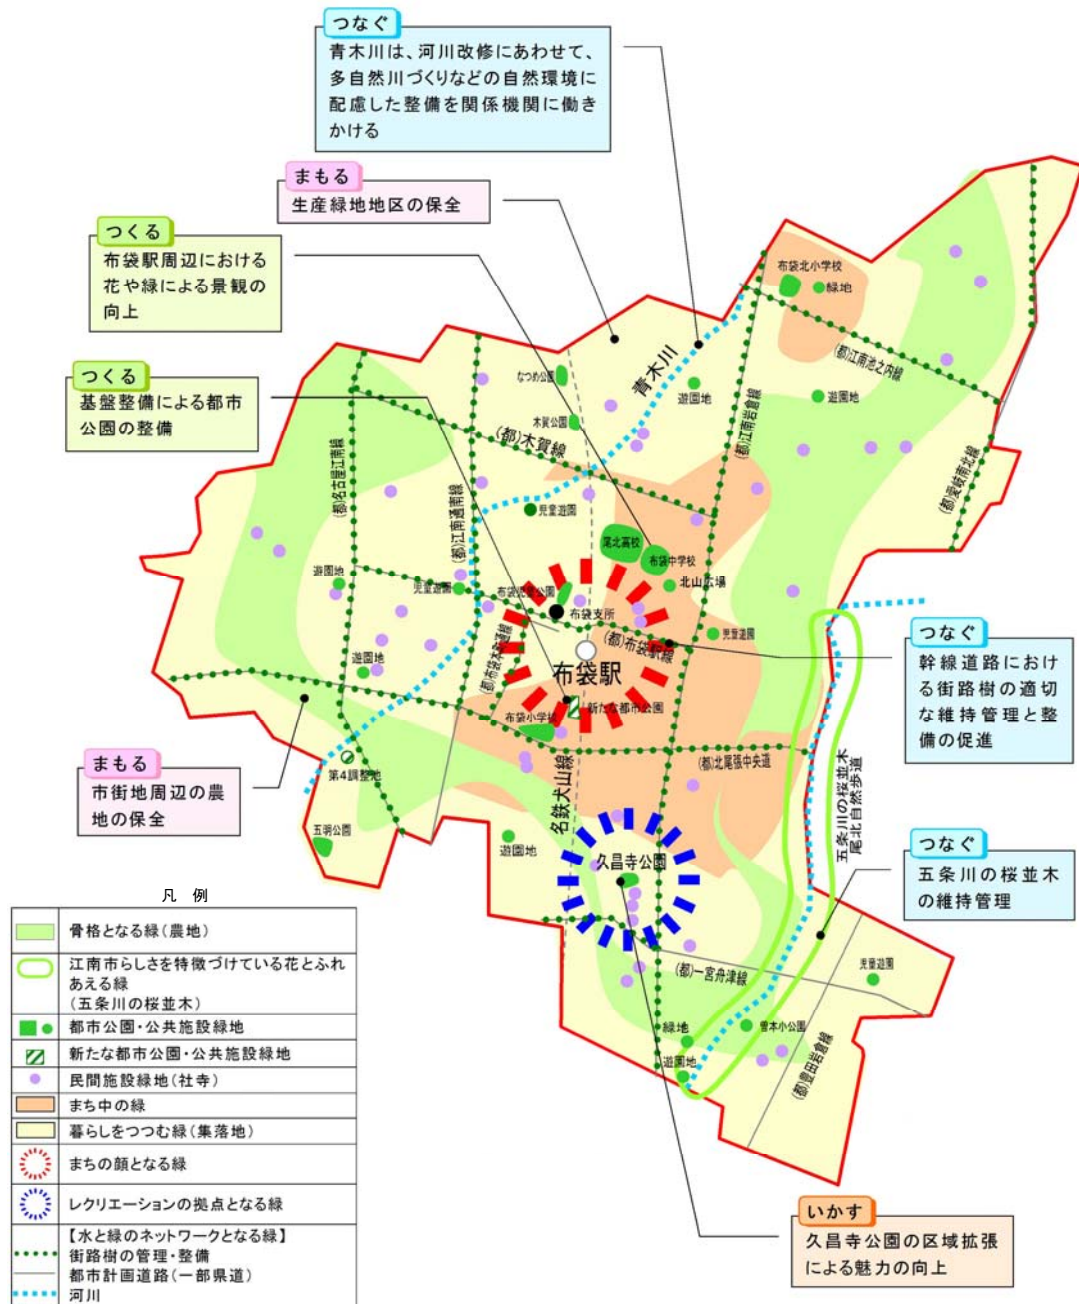 つなぐ
青木川は、河川改修にあわせて、
多自然川づくりなどの自然環境に
配慮した整備を関係機関に働き
かける
まもる
生産緑地地区の保全
つくる
布袋駅周辺における
花や緑による景観の
向上
つくる
基盤整備による都市
公園の整備
布袋北小学校
緑地
(都)江南池之内線
青木川
なつめ公園
遊園地
遊園地
木賀公園
(都)木賀線
(都)江南岩倉線
(都)愛岐南北線
(都)名古屋江南線
(都)江南通南線
児童遊園
尾北高校
布袋中学校
北山広場
遊園地
児童遊園
布袋児童公園
布袋支所
(都)布袋駅線
児童遊園
(都)布袋本町通線
布袋駅
遊園地
新たな都市公園
布袋小学校
つなぐ
幹線道路におけ
る街路樹の適切
な維持管理と整
備の促進
まもる
市街地周辺の農
地の保全
第4調整池
(都)北尾張中央道
名鉄犬山線
五条川の桜並木
尾北自然歩道
五明公園
遊園地
久昌寺公園
つなぐ
五条川の桜並木
の維持管理
(都)一宮舟津線
児童遊園
緑地
曽本小公園
遊園地
(都)豊田岩倉線
凡 例
骨格となる緑(農地)
江南市らしさを特徴づけている花とふれ
あえる緑
(五条川の桜並木)
都市公園・公共施設緑地
新たな都市公園・公共施設緑地
民間施設緑地(社寺)
まち中の緑
暮らしをつつむ緑(集落地)
まちの顔となる緑
レクリエーションの拠点となる緑
【水と緑のネットワークとなる緑】
街路樹の管理・整備
都市計画道路(一部県道)
河川
いかす
久昌寺公園の区域拡張
による魅力の向上